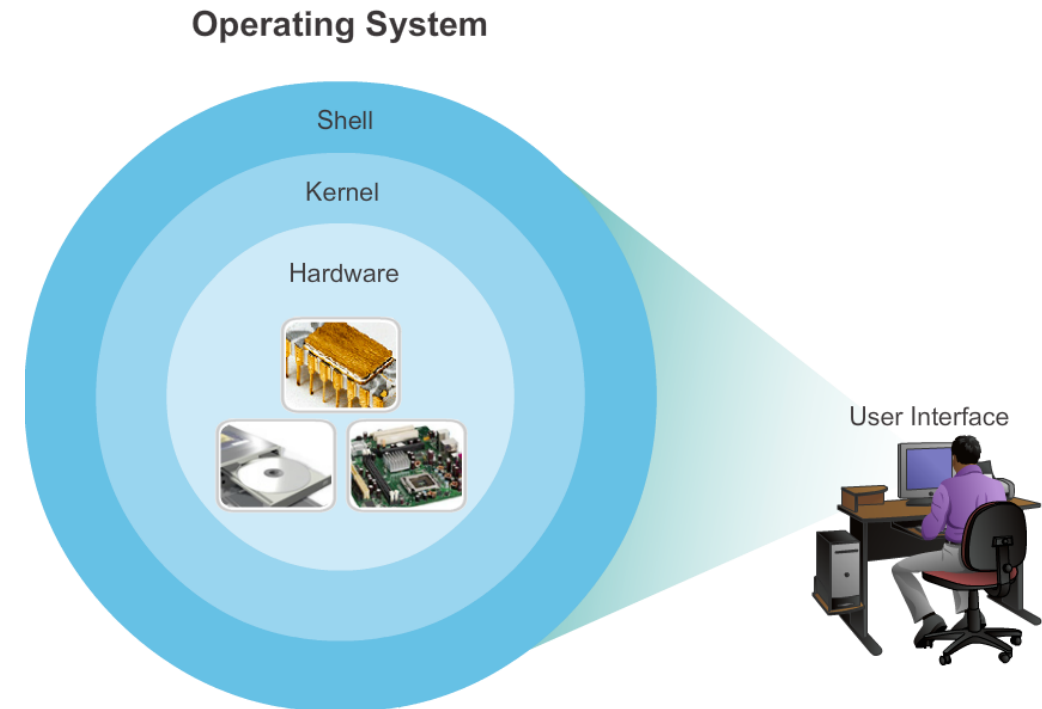 Operating System
Shell
Kernel
Hardware
User Interface